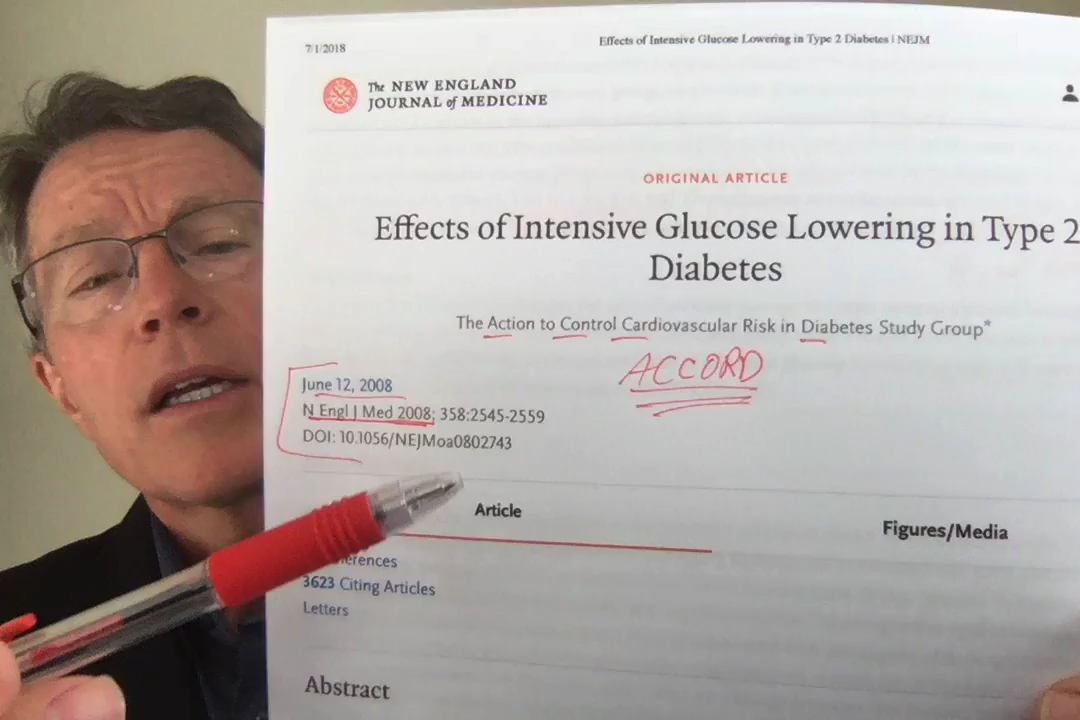 7/1/2018
Effects of Intensive Glucose Lowering in Type 2 Diabetes | NEJM
The NEW ENGLAND
JOURNAL of MEDICINE
ORIGINAL ARTICLE
Effects of Intensive Glucose Lowering in Type 2
Diabetes
The Action to Control Cardiovascular Risk in Diabetes Study Group*
ACCORD
June 12, 2008
N Engl J Med 2008; 358:2545-2559
DOI: 10.1056/NEJMoa0802743
Article
Figures/Media
3623 Citing Articles
Letters
Abstract